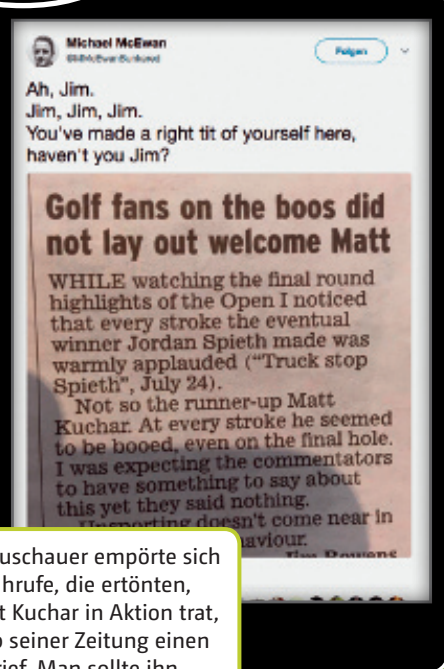 Michael McEwan
Folgen
Ah, Jim.
Jim, Jim, Jim.
You've made a right tit of yourself here,
haven't you Jim?
Golf fans on the boos did
not lay out welcome Matt
WHILE watching the final round
highlights of the Open I noticed
that every stroke the eventual
winner Jordan Spieth made was
warmly applauded ("Truck stop
Spieth", July 24).
Not so the runner-up Matt
Kuchar. At every stroke he seemed
to be booed, even on the final hole.
I was expecting the commentators
to have something to say about
this yet they said nothing.
Unsporting doesn't come near in
haviour.
Jim Rowens
uschauer empörte sich
hrufe, die ertönten,
t Kuchar in Aktion trat,
seiner Zeitung einen
rief. Man sollte ihn